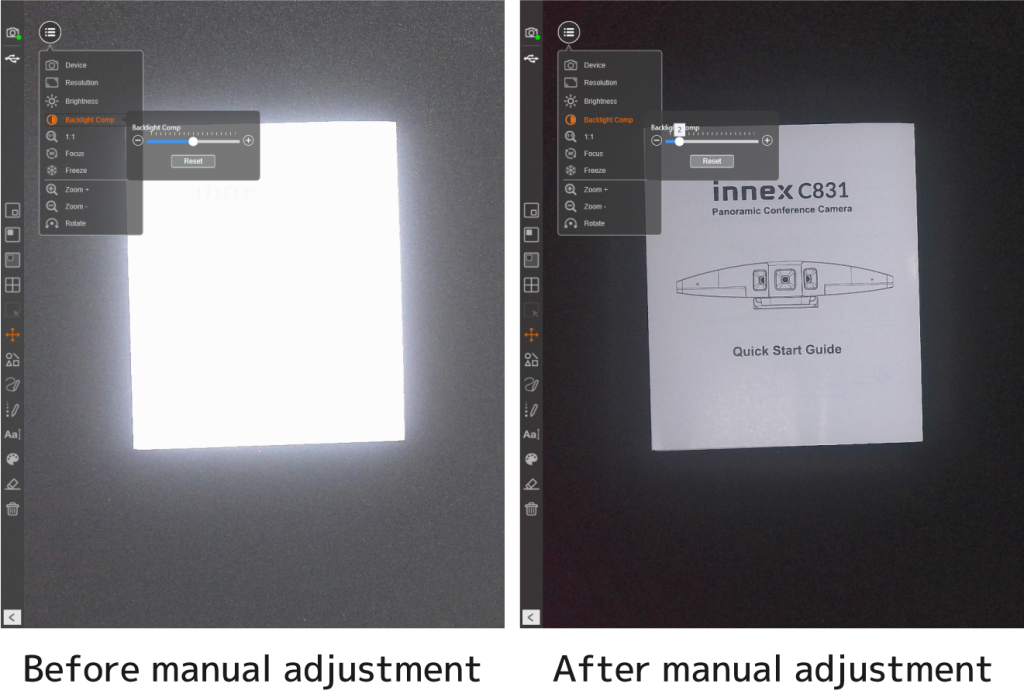 Device
Resolution
Brightness
Backlight Comp
Backlight Comp
1:1
Reset
Focus
Freeze
Zoom +
Zoom -
Rotate
inne
Aa
Before manual adjustment
Device
Resolution
Brightness
Backlight Comp
Backlight Comp
2
1:1
Reset
Focus
Freeze
Zoom +
Zoom -
Rotate
innex C831
Panoramic Conference Camera
Quick Start Guide
Aa
After manual adjustment